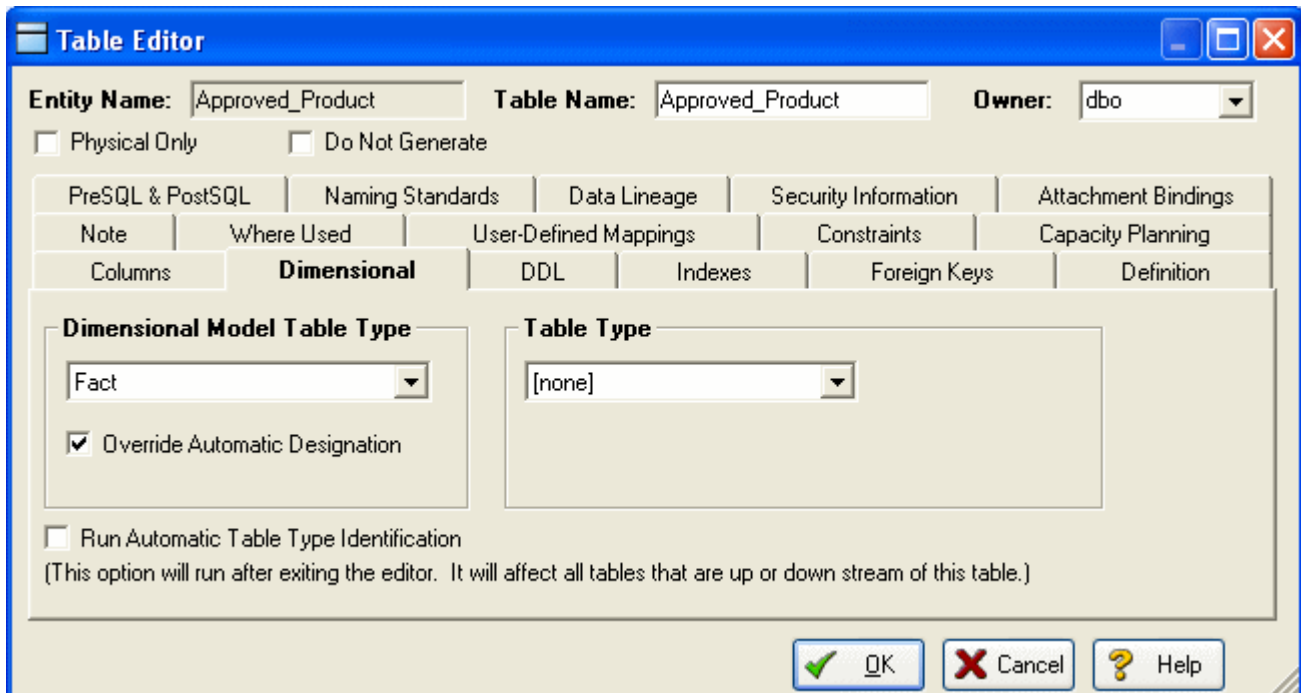 Table Editor
Entity Name: Approved_Product Table Name: Approved_Product Owner: dbo
Physical Only Do Not Generate
PreSQL & PostSQL Naming Standards Data Lineage Security Information Attachment Bindings
Note Where Used User-Defined Mappings Constraints Capacity Planning
Columns Dimensional DDL Indexes Foreign Keys Definition
Dimensional Model Table Type Table Type
Fact [none]
Override Automatic Designation
Run Automatic Table Type Identification
(This option will run after exiting the editor. It will affect all tables that are up or down stream of this table.)
OK Cancel Help